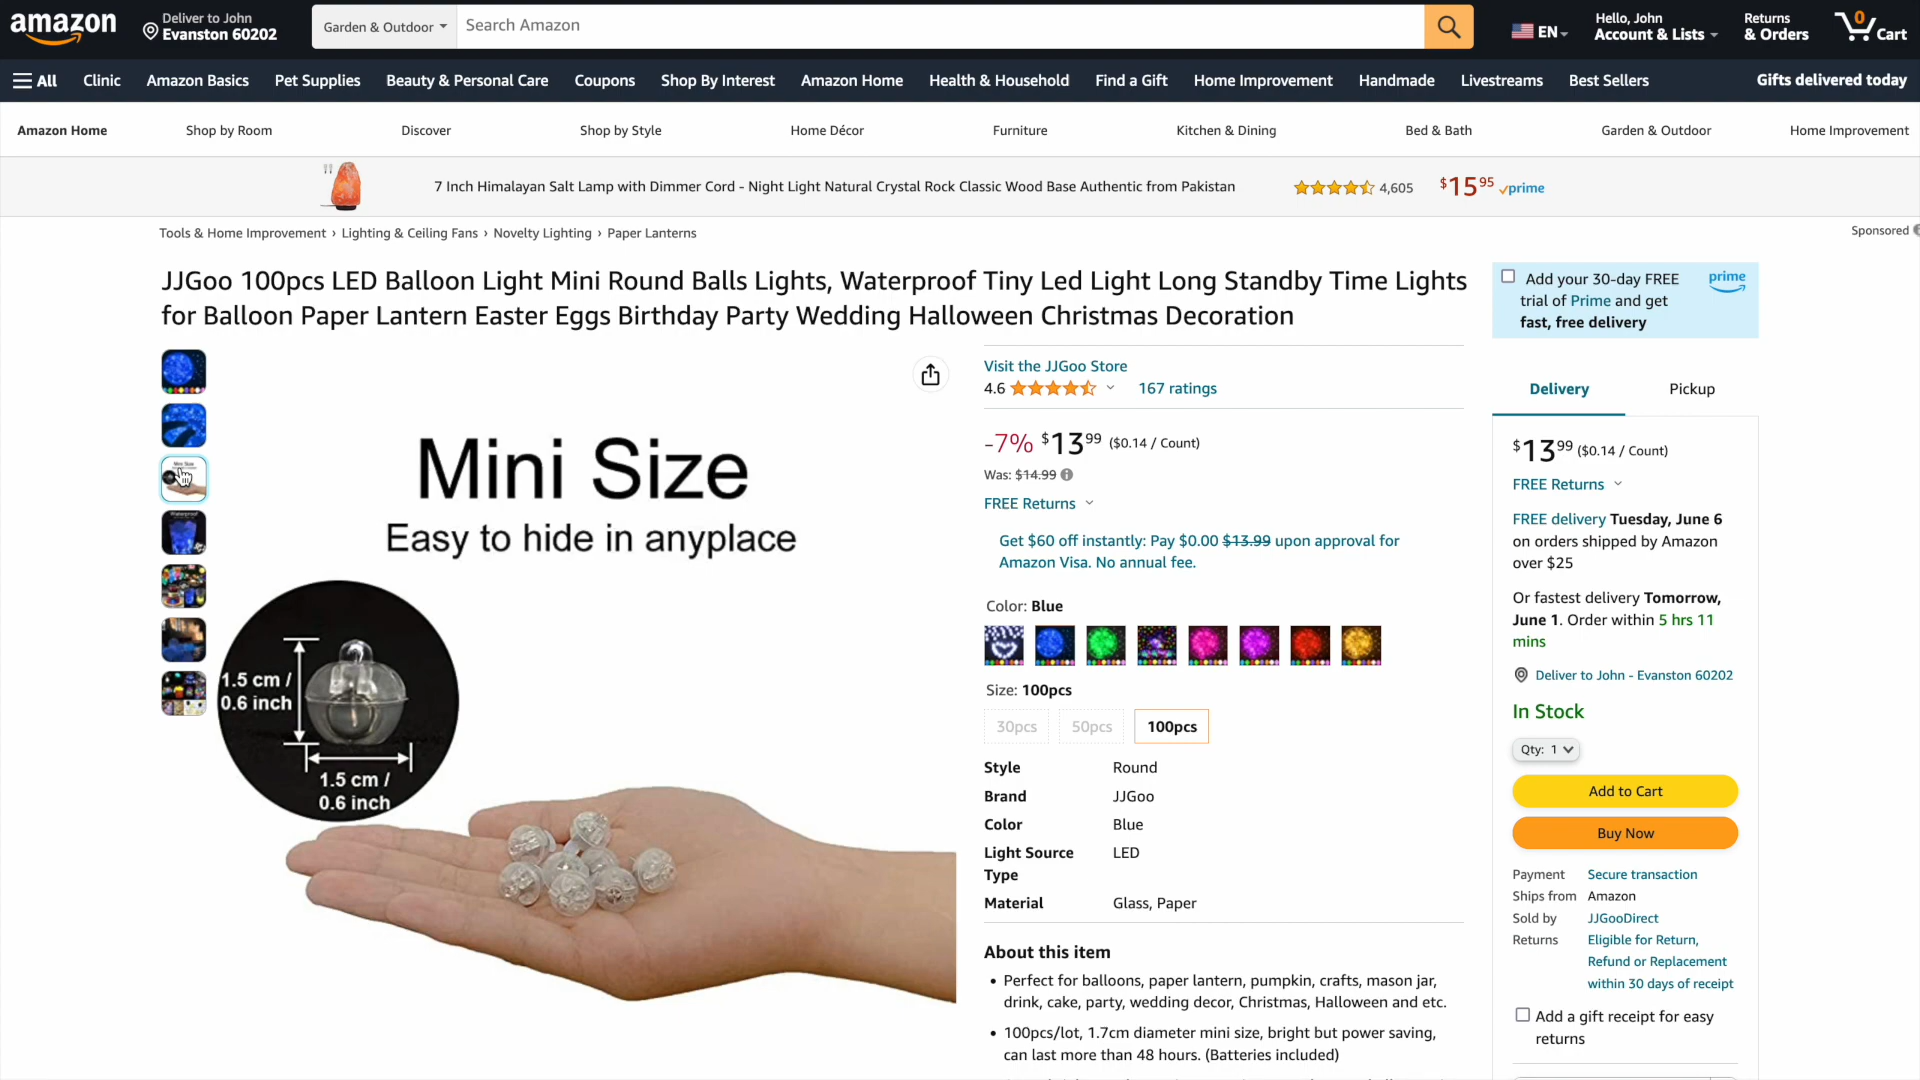 amazon
Deliver to John
Evanston 60202
Garden & Outdoor
Search Amazon
EN
Hello, John
Account & Lists
Returns
& Orders
0
Cart
All
Clinic
Amazon Basics
Pet Supplies
Beauty & Personal Care
Coupons
Shop By Interest
Amazon Home
Health & Household
Find a Gift
Home Improvement
Handmade
Livestreams
Best Sellers
Gifts delivered today
Amazon Home
Shop by Room
Discover
Shop by Style
Home Décor
Furniture
Kitchen & Dining
Bed & Bath
Garden & Outdoor
Home Improvement
7 Inch Himalayan Salt Lamp with Dimmer Cord - Night Light Natural Crystal Rock Classic Wood Base Authentic from Pakistan
4,605
$15.95 prime
Tools & Home Improvement › Lighting & Ceiling Fans › Novelty Lighting › Paper Lanterns
Sponsored
JJGoo 100pcs LED Balloon Light Mini Round Balls Lights, Waterproof Tiny Led Light Long Standby Time Lights
for Balloon Paper Lantern Easter Eggs Birthday Party Wedding Halloween Christmas Decoration
Mini Size
Easy to hide in anyplace
1.5 cm /
0.6 inch
1.5 cm /
0.6 inch
Visit the JJGoo Store
4.6
167 ratings
-7% $13.99 ($0.14 / Count)
Was: $14.99
FREE Returns
Get $60 off instantly: Pay $0.00 $13.99 upon approval for
Amazon Visa. No annual fee.
Color: Blue
Size: 100pcs
30pcs
50pcs
100pcs
Style Round
Brand JJGoo
Color Blue
Light Source LED
Type
Material Glass, Paper
About this item
• Perfect for balloons, paper lantern, pumpkin, crafts, mason jar,
drink, cake, party, wedding decor, Christmas, Halloween and etc.
• 100pcs/lot, 1.7cm diameter mini size, bright but power saving,
can last more than 48 hours. (Batteries included)
Add your 30-day FREE
trial of Prime and get
fast, free delivery
prime
Delivery
Pickup
$13.99 ($0.14 / Count)
FREE Returns
FREE delivery Tuesday, June 6
on orders shipped by Amazon
over $25
Or fastest delivery Tomorrow,
June 1. Order within 5 hrs 11
mins
Deliver to John - Evanston 60202
In Stock
Qty: 1
Add to Cart
Buy Now
Payment Secure transaction
Ships from Amazon
Sold by JJGooDirect
Returns Eligible for Return,
Refund or Replacement
within 30 days of receipt
Add a gift receipt for easy
returns